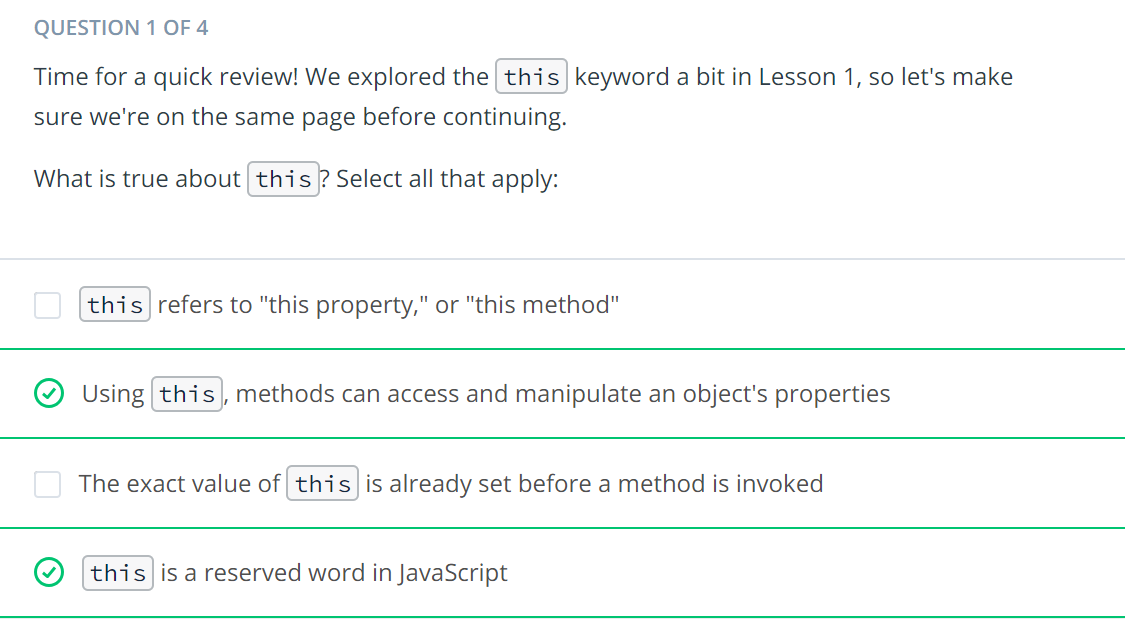 QUESTION 1 OF 4
Time for a quick review! We explored the this keyword a bit in Lesson 1, so let's make
sure we're on the same page before continuing.
What is true about this? Select all that apply:
this refers to "this property," or "this method"
Using this, methods can access and manipulate an object's properties
The exact value of this is already set before a method is invoked
this is a reserved word in JavaScript